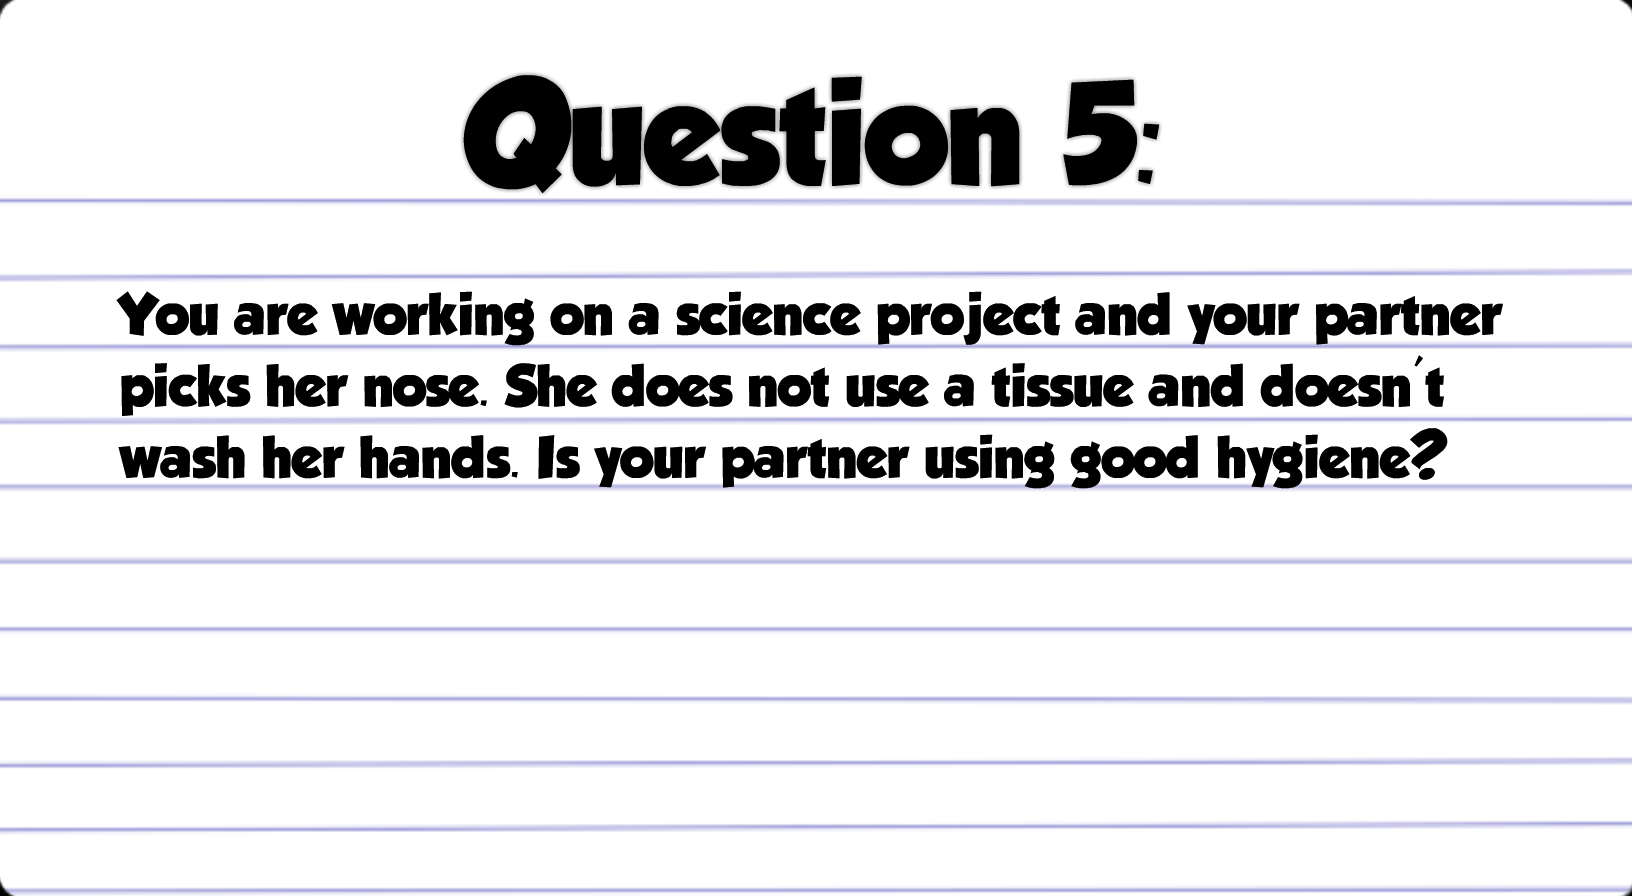 Question 5:
You are working on a science project and your partner
picks her nose. She does not use a tissue and doesn't
wash her hands. Is your partner using good hygiene?